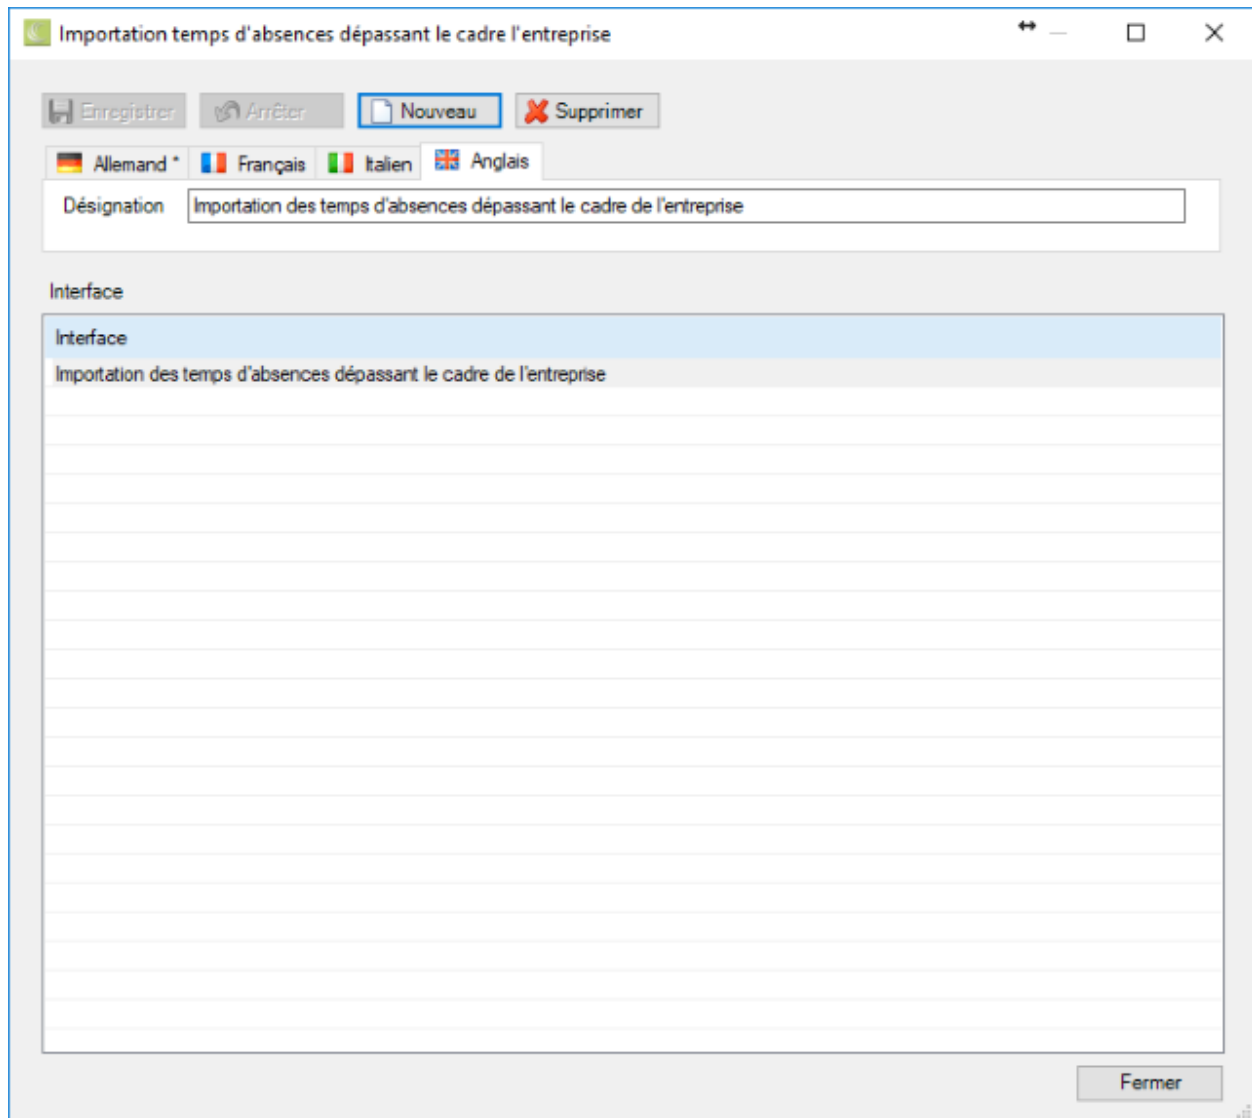 Importation temps d'absences dépassant le cadre l'entreprise
Enregistrer Arrêter Nouveau Supprimer
Allemand * Français Italien Anglais
Désignation Importation des temps d'absences dépassant le cadre de l'entreprise
Interface
Interface
Importation des temps d'absences dépassant le cadre de l'entreprise
Fermer